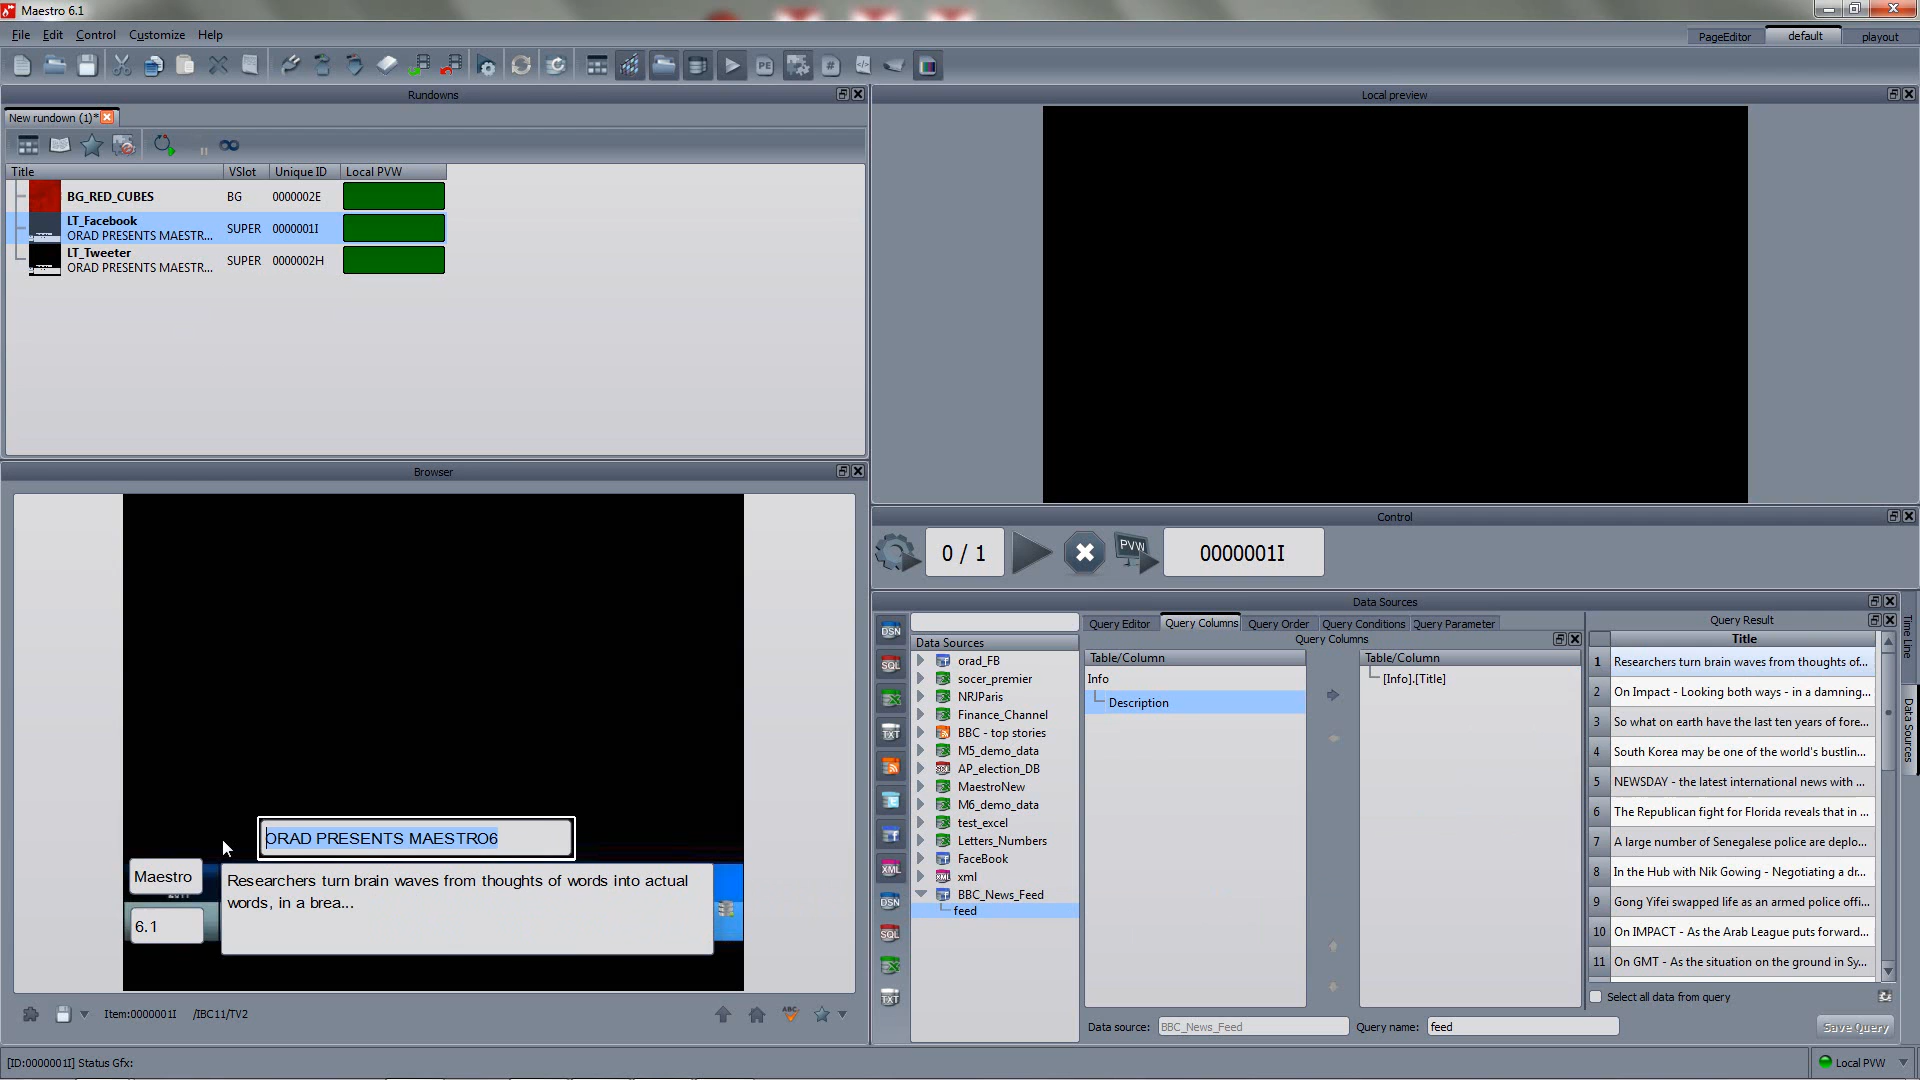 Maestro 6.1
File Edit Control Customize Help
PageEditor default playout
Rundowns
Local preview
New rundown (1)*
Title VSlot Unique ID Local PVW
BG_RED_CUBES BG 0000002E
LT_Facebook
ORAD PRESENTS MAESTR... SUPER 0000001I
LT_Tweeter
ORAD PRESENTS MAESTR... SUPER 0000002H
Browser
ORAD PRESENTS MAESTRO6
Maestro
6.1
Researchers turn brain waves from thoughts of words into actual
words, in a brea...
Item:0000001I /IBC11/TV2
ABC
[ID:0000001I] Status Gfx:
Control
0 / 1
PVW
0000001I
Data Sources
DSN
SQL
TXT
XML
DSN
SQL
TXT
Data Sources
orad_FB
socer_premier
NRJParis
Finance_Channel
BBC - top stories
M5_demo_data
AP_election_DB
MaestroNew
M6_demo_data
test_excel
Letters_Numbers
FaceBook
xml
BBC_News_Feed
feed
Query Editor Query Columns Query Order Query Conditions Query Parameter
Query Columns
Table/Column
Info
Description
Table/Column
[Info].[Title]
Data source: BBC_News_Feed Query name: feed
Query Result
Title
1 Researchers turn brain waves from thoughts of...
2 On Impact - Looking both ways - in a damning...
3 So what on earth have the last ten years of fore...
4 South Korea may be one of the world's bustlin...
5 NEWSDAY - the latest international news with ...
6 The Republican fight for Florida reveals that in ...
7 A large number of Senegalese police are deplo...
8 In the Hub with Nik Gowing - Negotiating a dr...
9 Gong Yifei swapped life as an armed police offi...
10 On IMPACT - As the Arab League puts forward...
11 On GMT - As the situation on the ground in Sy...
Select all data from query
Save Query
Time Line
Data Sources
Local PVW